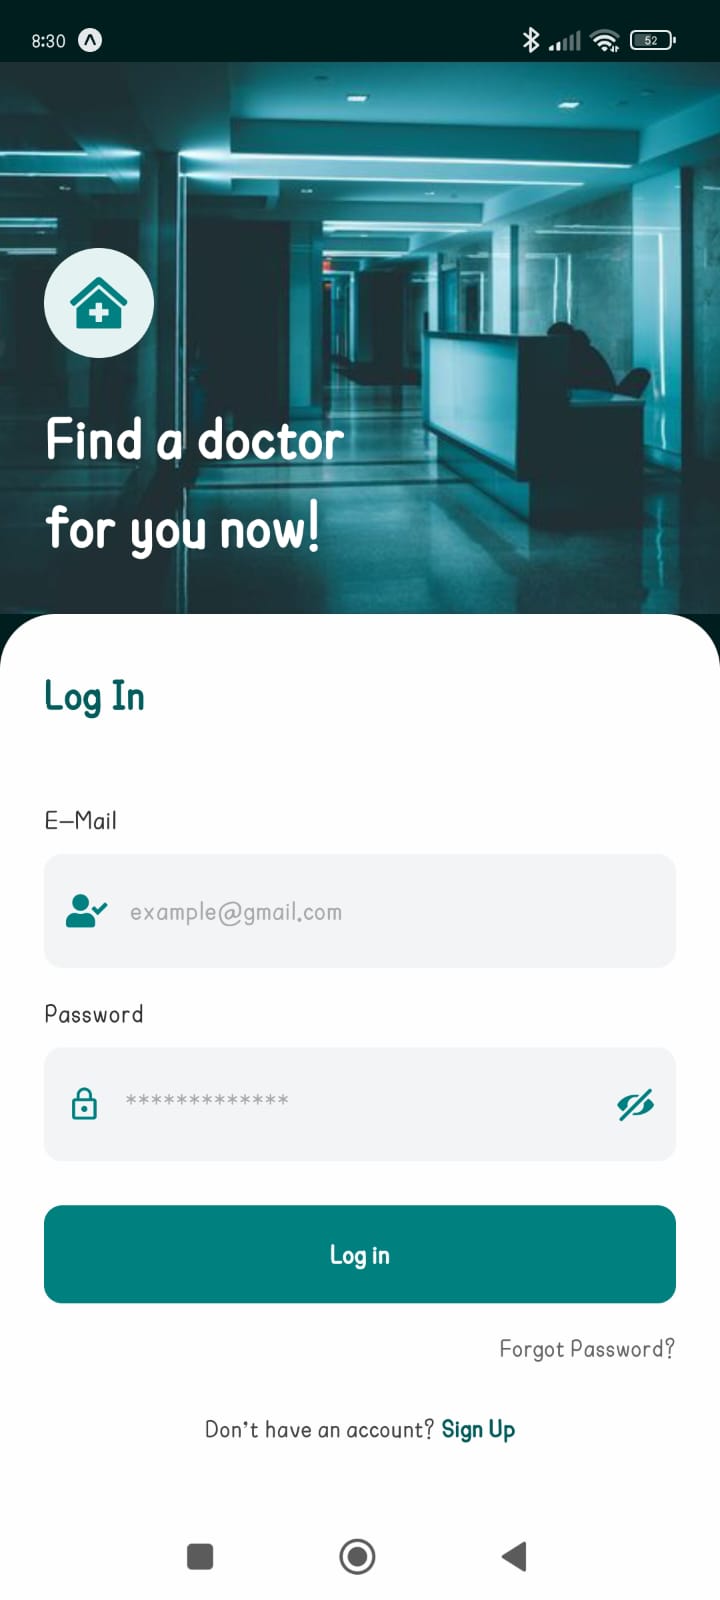 8:30
52
Find a doctor
for you now!
Log In
E-Mail
example@gmail.com
Password
*************
Log in
Forgot Password?
Don't have an account? Sign Up